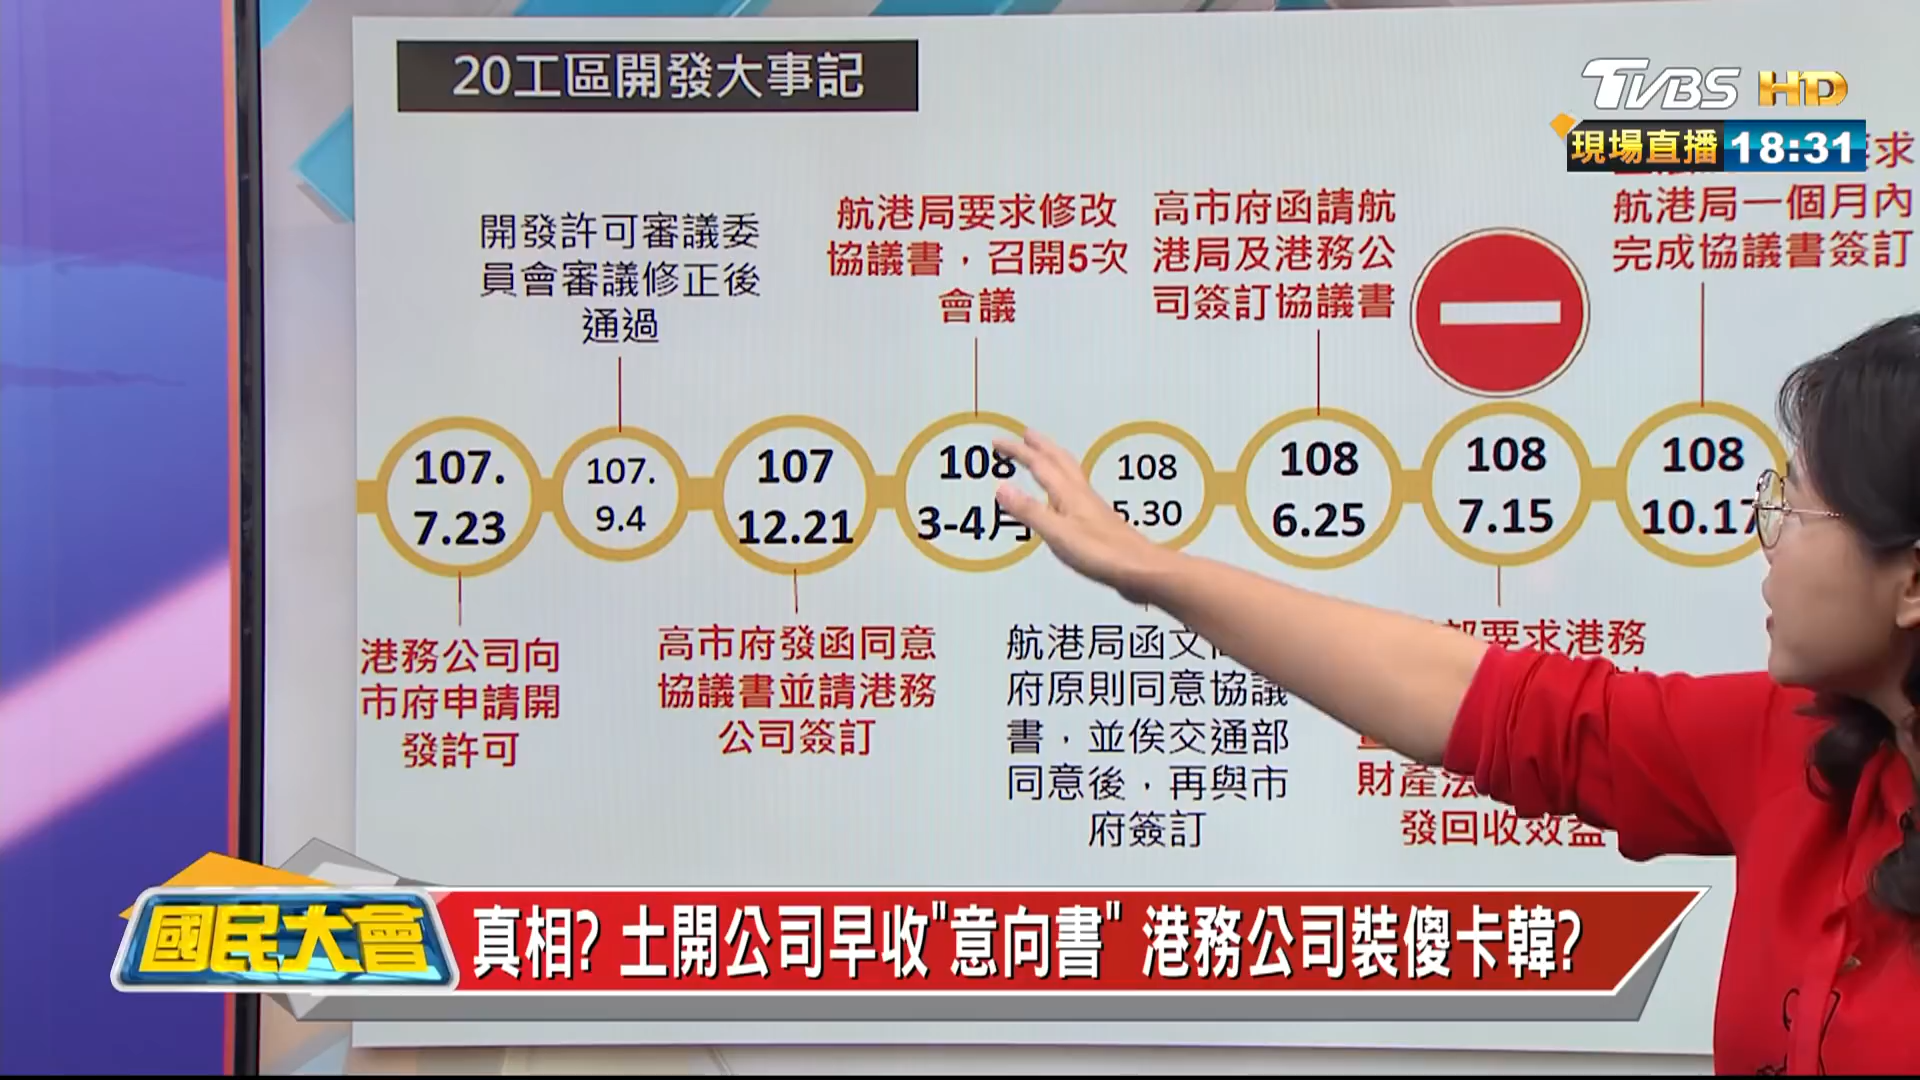 20工區開發大事記
TVBS HD
現場直播 18:31
開發許可審議委
員會審議修正後
通過
航港局要求修改
協議書，召開5次
會議
高市府函請航
港局及港務公
司簽訂協議書
求
航港局一個月內
完成協議書簽訂
107.
7.23
107.
9.4
107
12.21
108
3-4月
108
5.30
108
6.25
108
7.15
108
10.17
港務公司向
市府申請開
發許可
高市府發函同意
協議書並請港務
公司簽訂
航港局函文
府原則同意協議
書，並俟交通部
同意後，再與市
府簽訂
部要求港務
財產法
發回收效益
國民大會
真相? 土開公司早收"意向書" 港務公司裝傻卡韓?